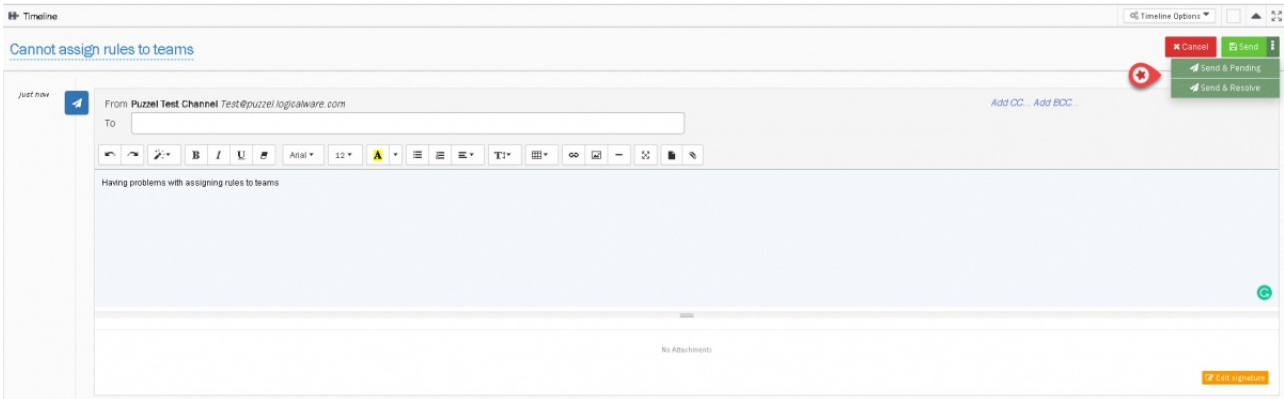 Timeline
Timeline Options
Cannot assign rules to teams
Cancel
Send
Send & Pending
Send & Resolve
just now
From Puzzel Test Channel Test@puzzel.logicalware.com
Add CC... Add BCC...
To
B I U Arial 12 A T
Having problems with assigning rules to teams
No Attachments
Edit signature